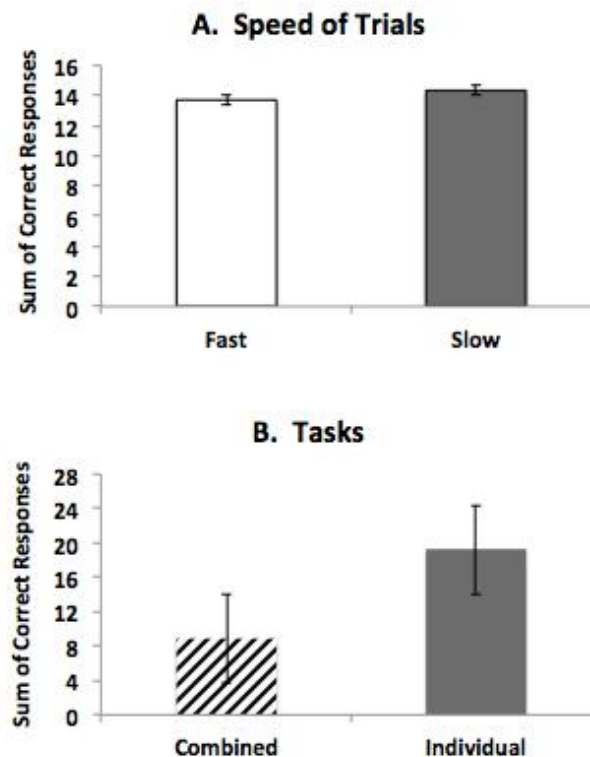 A. Speed of Trials
Sum of Correct Responses
16
14
12
10
8
6
4
2
0
Fast Slow
B. Tasks
Sum of Correct Responses
28
24
20
16
12
8
4
0
Combined Individual